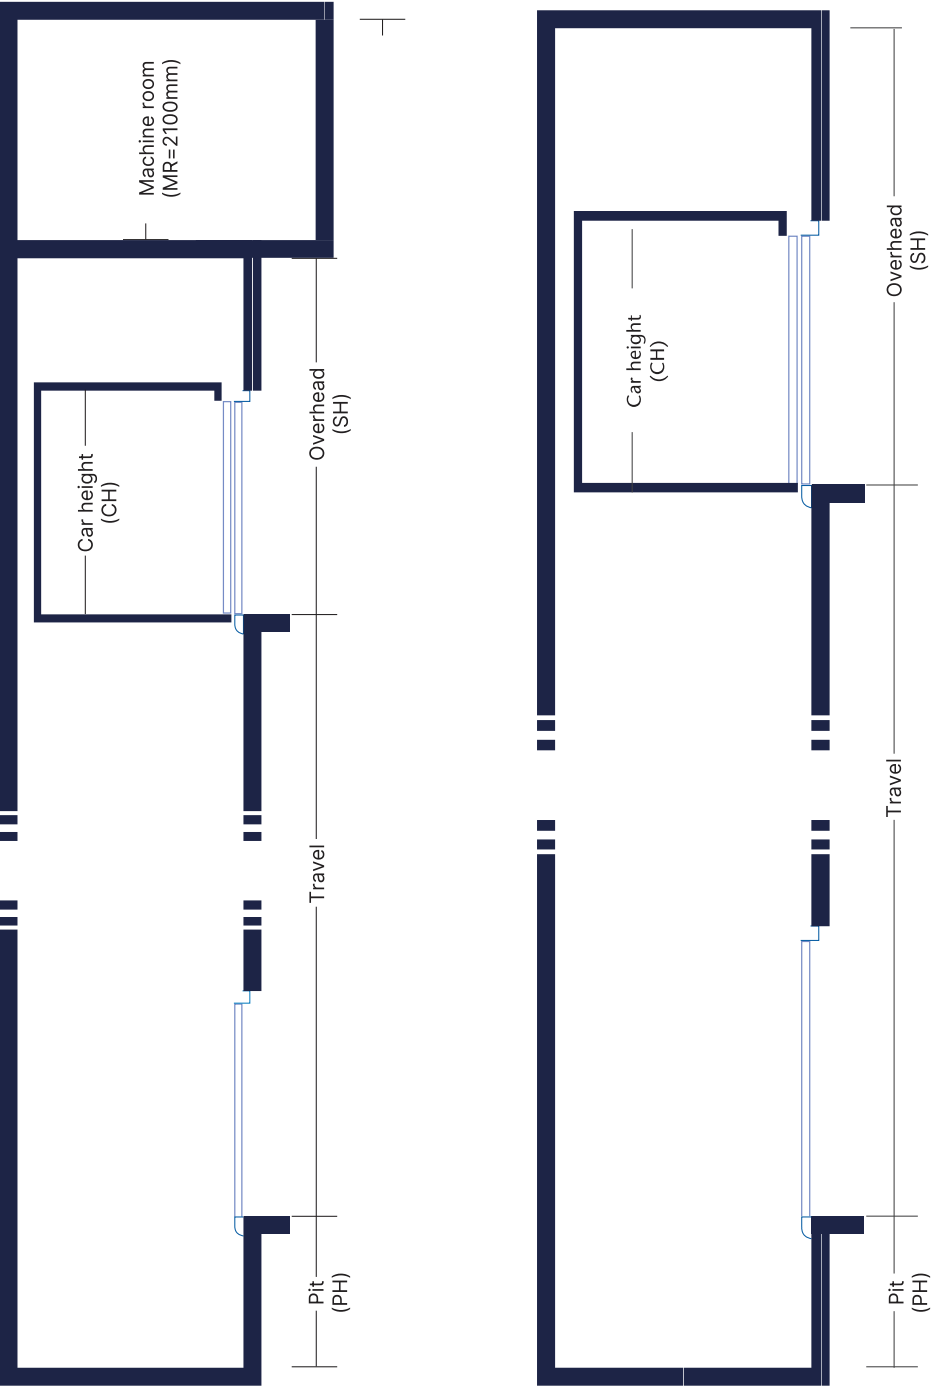 Machine room
(MR=2100mm)
Overhead
(SH)
Car height
(CH)
Travel
Pit
(PH)
Overhead
(SH)
Car height
(CH)
Travel
Pit
(PH)